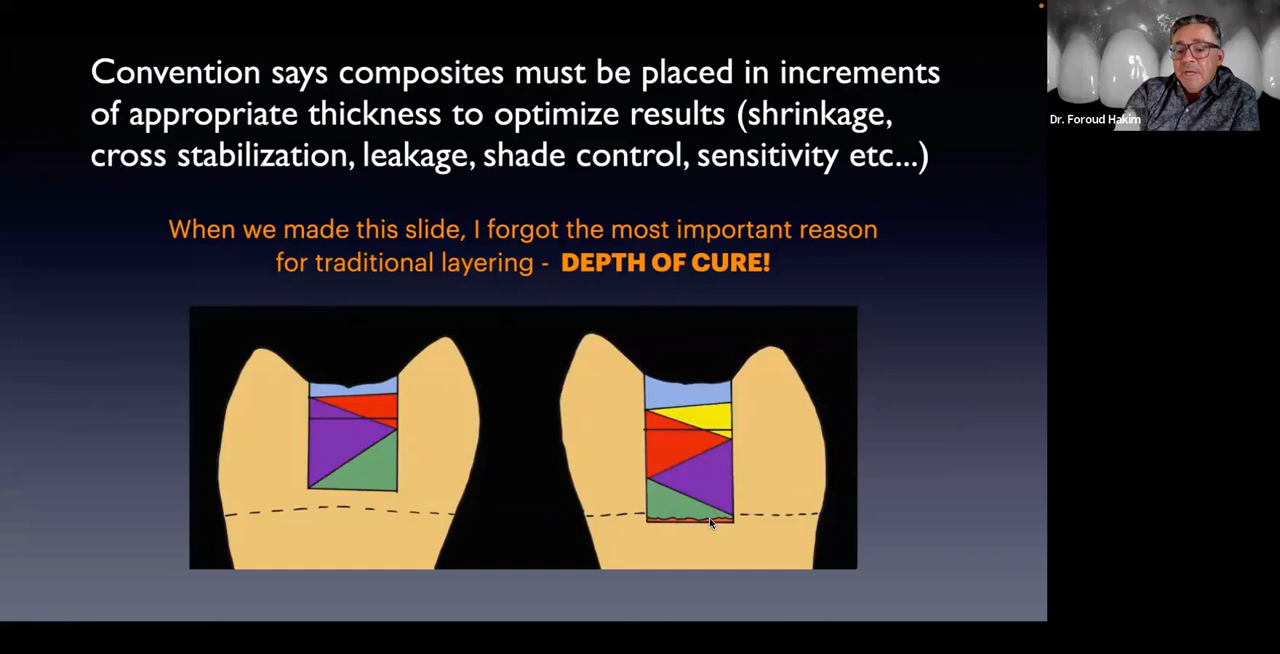 Convention says composites must be placed in increments
of appropriate thickness to optimize results (shrinkage,
cross stabilization, leakage, shade control, sensitivity etc...)
When we made this slide, I forgot the most important reason
for traditional layering - DEPTH OF CURE!
Dr. Foroud Hakim